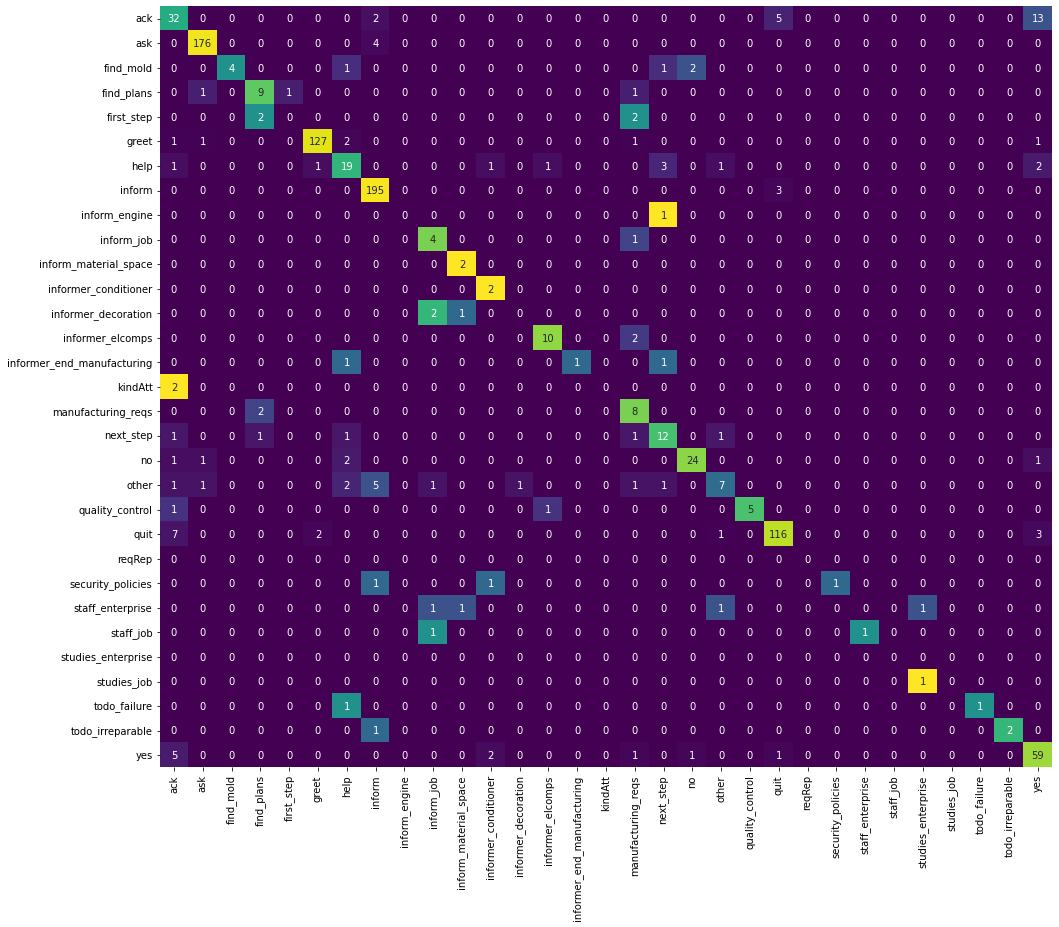 ack 32 0 0 0 0 0 0 2 0 0 0 0 0 0 0 0 0 0 0 0 0 5 0 0 0 0 0 0 0 0 13
ask 0 176 0 0 0 0 0 4 0 0 0 0 0 0 0 0 0 0 0 0 0 0 0 0 0 0 0 0 0 0 0
find_mold 0 0 4 0 0 0 1 0 0 0 0 0 0 0 0 0 0 1 2 0 0 0 0 0 0 0 0 0 0 0 0
find_plans 0 1 0 9 1 0 0 0 0 0 0 0 0 0 0 0 1 0 0 0 0 0 0 0 0 0 0 0 0 0 0
first_step 0 0 0 2 0 0 0 0 0 0 0 0 0 0 0 0 2 0 0 0 0 0 0 0 0 0 0 0 0 0 0
greet 1 1 0 0 0 127 2 0 0 0 0 0 0 0 0 0 1 0 0 0 0 0 0 0 0 0 0 0 0 0 1
help 1 0 0 0 0 1 19 0 0 0 0 1 0 1 0 0 0 3 0 1 0 0 0 0 0 0 0 0 0 0 2
inform 0 0 0 0 0 0 0 195 0 0 0 0 0 0 0 0 0 0 0 0 0 3 0 0 0 0 0 0 0 0 0
inform_engine 0 0 0 0 0 0 0 0 0 0 0 0 0 0 0 0 0 1 0 0 0 0 0 0 0 0 0 0 0 0 0
inform_job 0 0 0 0 0 0 0 0 0 4 0 0 0 0 0 0 1 0 0 0 0 0 0 0 0 0 0 0 0 0 0
inform_material_space 0 0 0 0 0 0 0 0 0 0 2 0 0 0 0 0 0 0 0 0 0 0 0 0 0 0 0 0 0 0 0
informer_conditioner 0 0 0 0 0 0 0 0 0 0 0 2 0 0 0 0 0 0 0 0 0 0 0 0 0 0 0 0 0 0 0
informer_decoration 0 0 0 0 0 0 0 0 0 2 1 0 0 0 0 0 0 0 0 0 0 0 0 0 0 0 0 0 0 0 0
informer_elcomps 0 0 0 0 0 0 0 0 0 0 0 0 0 10 0 0 2 0 0 0 0 0 0 0 0 0 0 0 0 0 0
informer_end_manufacturing 0 0 0 0 0 0 1 0 0 0 0 0 0 0 1 0 0 1 0 0 0 0 0 0 0 0 0 0 0 0 0
kindAtt 2 0 0 0 0 0 0 0 0 0 0 0 0 0 0 0 0 0 0 0 0 0 0 0 0 0 0 0 0 0 0
manufacturing_reqs 0 0 0 2 0 0 0 0 0 0 0 0 0 0 0 0 8 0 0 0 0 0 0 0 0 0 0 0 0 0 0
next_step 1 0 0 1 0 0 1 0 0 0 0 0 0 0 0 0 1 12 0 1 0 0 0 0 0 0 0 0 0 0 0
no 1 1 0 0 0 0 2 0 0 0 0 0 0 0 0 0 0 0 24 0 0 0 0 0 0 0 0 0 0 0 1
other 1 1 0 0 0 0 2 5 0 1 0 0 1 0 0 0 1 1 0 7 0 0 0 0 0 0 0 0 0 0 0
quality_control 1 0 0 0 0 0 0 0 0 0 0 0 0 1 0 0 0 0 0 0 5 0 0 0 0 0 0 0 0 0 0
quit 7 0 0 0 0 2 0 0 0 0 0 0 0 0 0 0 0 0 0 1 0 116 0 0 0 0 0 0 0 0 3
reqRep 0 0 0 0 0 0 0 0 0 0 0 0 0 0 0 0 0 0 0 0 0 0 0 0 0 0 0 0 0 0 0
security_policies 0 0 0 0 0 0 0 1 0 0 0 1 0 0 0 0 0 0 0 0 0 0 0 1 0 0 0 0 0 0 0
staff_enterprise 0 0 0 0 0 0 0 0 0 1 1 0 0 0 0 0 0 0 0 1 0 0 0 0 0 0 1 0 0 0 0
staff_job 0 0 0 0 0 0 0 0 0 1 0 0 0 0 0 0 0 0 0 0 0 0 0 0 1 0 0 0 0 0 0
studies_enterprise 0 0 0 0 0 0 0 0 0 0 0 0 0 0 0 0 0 0 0 0 0 0 0 0 0 0 0 0 0 0 0
studies_job 0 0 0 0 0 0 0 0 0 0 0 0 0 0 0 0 0 0 0 0 0 0 0 0 0 0 1 0 0 0 0
todo_failure 0 0 0 0 0 0 1 0 0 0 0 0 0 0 0 0 0 0 0 0 0 0 0 0 0 0 0 0 1 0 0
todo_irreparable 0 0 0 0 0 0 0 1 0 0 0 0 0 0 0 0 0 0 0 0 0 0 0 0 0 0 0 0 0 2 0
yes 5 0 0 0 0 0 0 0 0 0 0 2 0 0 0 0 1 0 1 0 0 1 0 0 0 0 0 0 0 0 59
ack
ask
find_mold
find_plans
first_step
greet
help
inform
inform_engine
inform_job
inform_material_space
informer_conditioner
informer_decoration
informer_elcomps
informer_end_manufacturing
kindAtt
manufacturing_reqs
next_step
no
other
quality_control
quit
reqRep
security_policies
staff_enterprise
staff_job
studies_enterprise
studies_job
todo_failure
todo_irreparable
yes